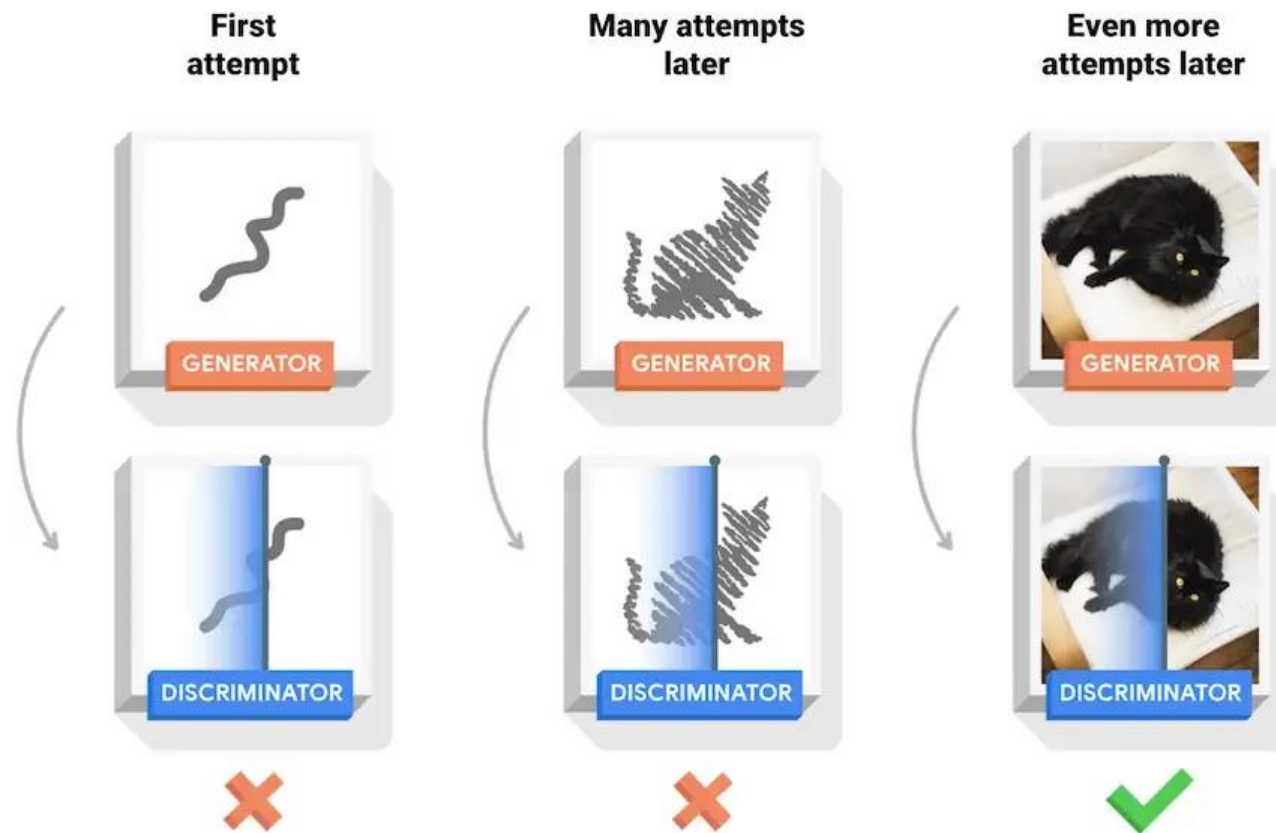 First
attempt
Many attempts
later
Even more
attempts later
GENERATOR
GENERATOR
GENERATOR
DISCRIMINATOR
DISCRIMINATOR
DISCRIMINATOR